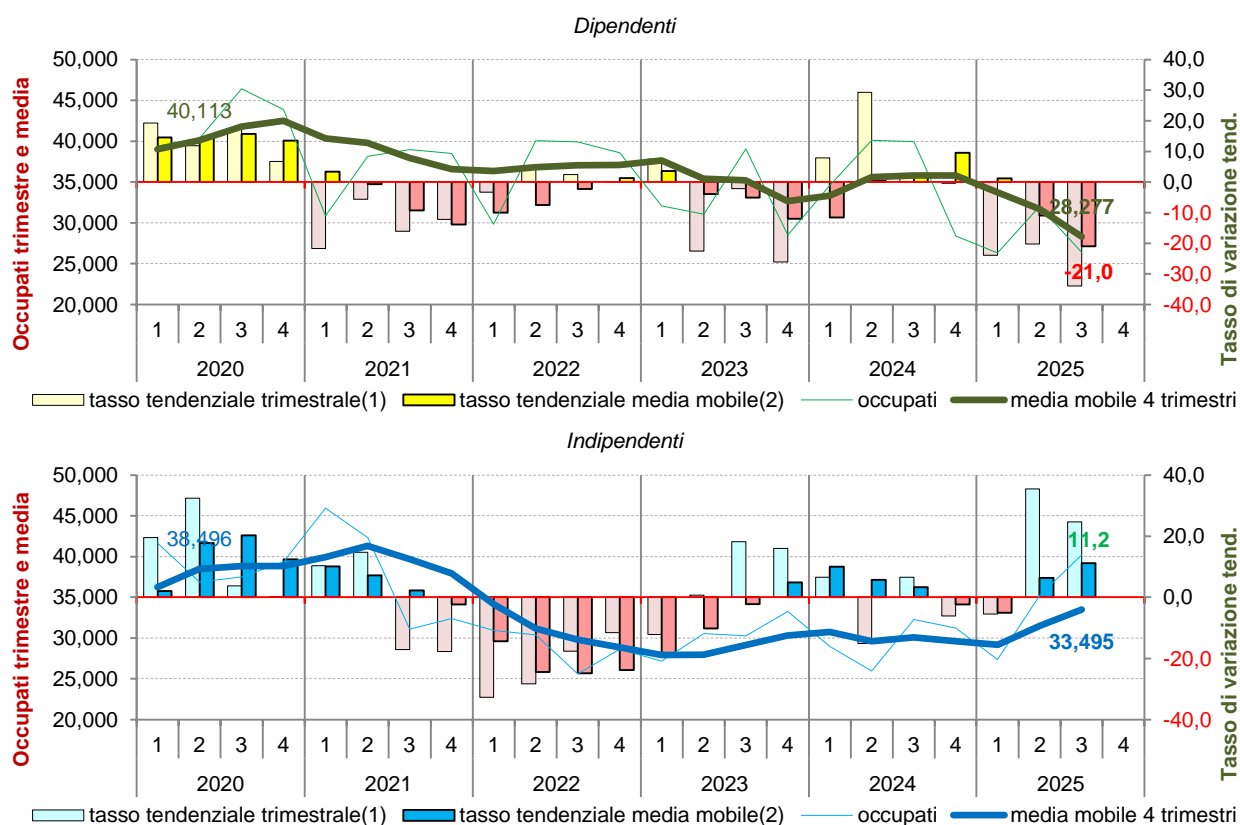 Dipendenti
Occupati trimestre e media
50,000
45,000
40,000
35,000
30,000
25,000
20,000
40,113
28,277
-21,0
40,0
30,0
20,0
10,0
0,0
-10,0
-20,0
-30,0
-40,0
Tasso di variazione tend.
1 2 3 4 1 2 3 4 1 2 3 4 1 2 3 4 1 2 3 4 1 2 3 4
2020 2021 2022 2023 2024 2025
tasso tendenziale trimestrale(1) tasso tendenziale media mobile(2) occupati media mobile 4 trimestri
Indipendenti
Occupati trimestre e media
50,000
45,000
40,000
35,000
30,000
25,000
20,000
38,496
11,2
33,495
40,0
20,0
0,0
-20,0
-40,0
Tasso di variazione tend.
1 2 3 4 1 2 3 4 1 2 3 4 1 2 3 4 1 2 3 4 1 2 3 4
2020 2021 2022 2023 2024 2025
tasso tendenziale trimestrale(1) tasso tendenziale media mobile(2) occupati media mobile 4 trimestri